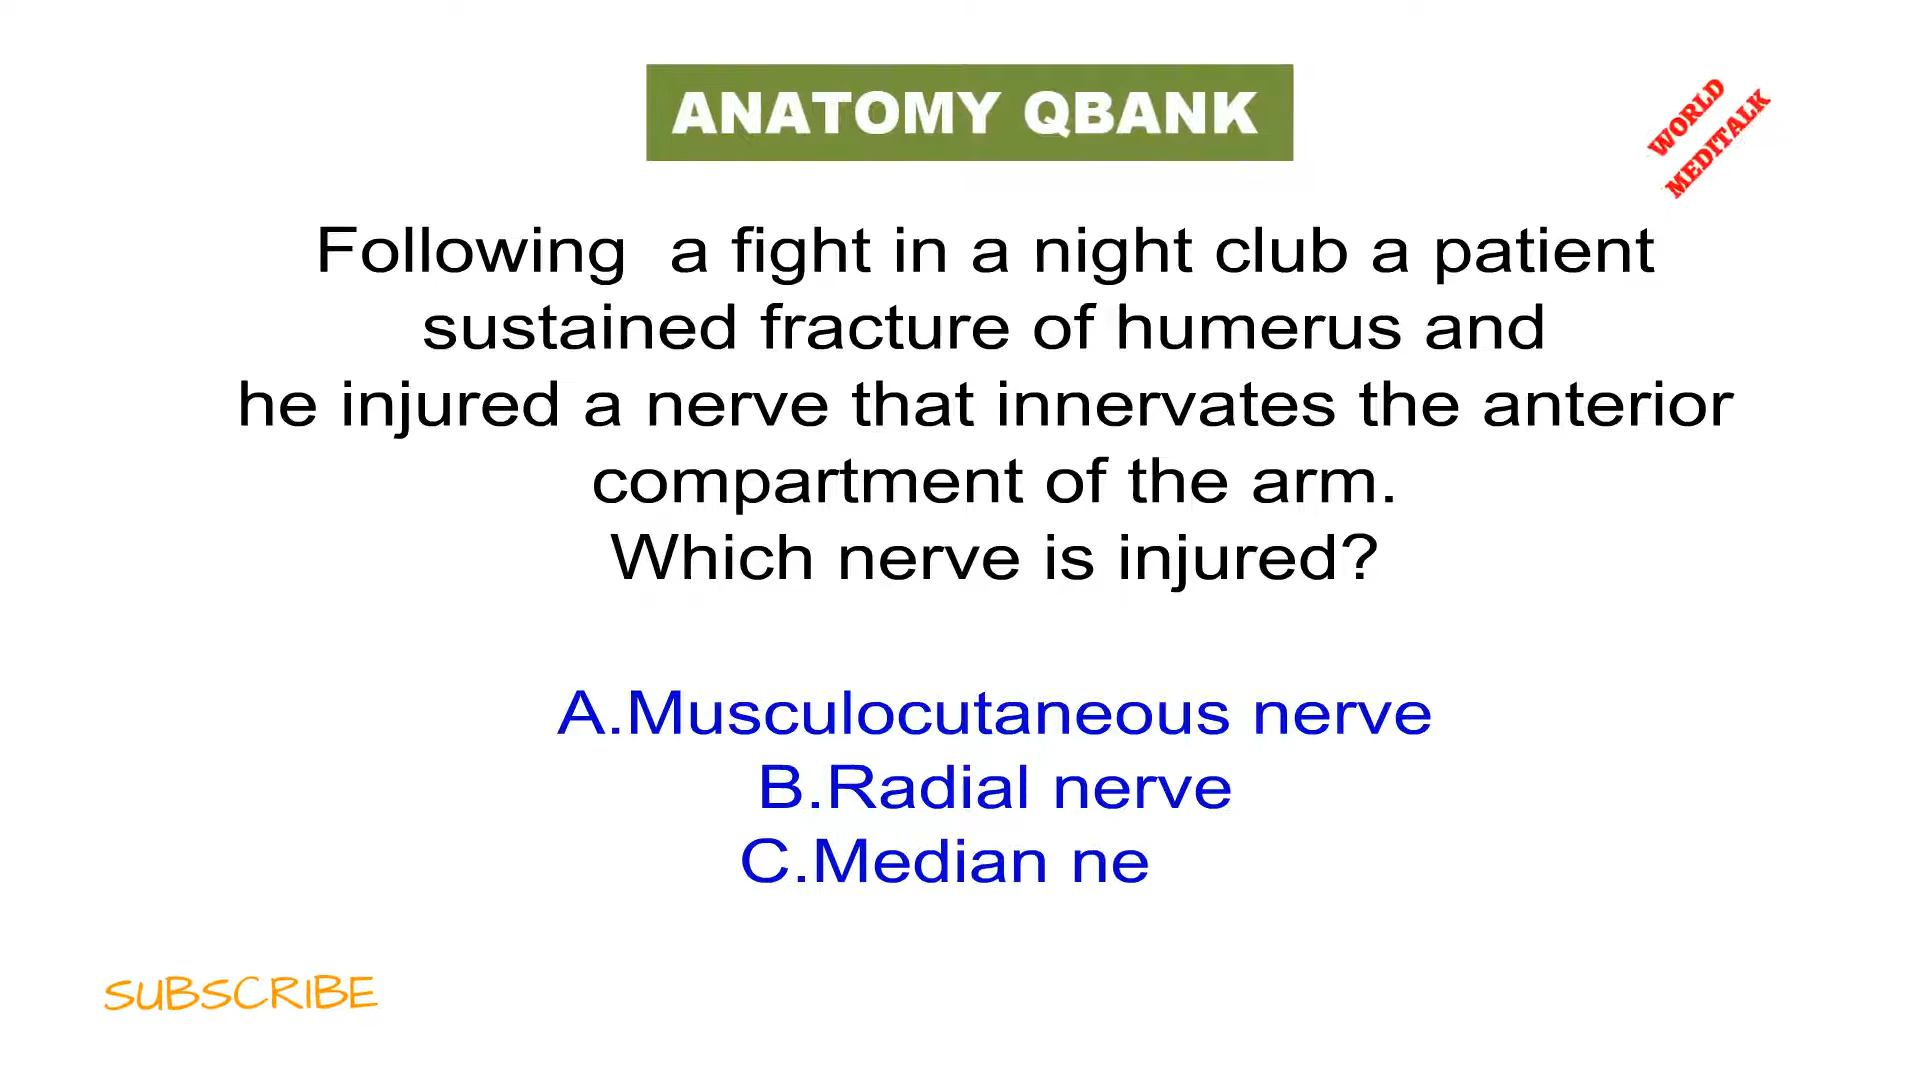 ANATOMY QBANK
WORLD
MEDITALK
Following a fight in a night club a patient
sustained fracture of humerus and
he injured a nerve that innervates the anterior
compartment of the arm.
Which nerve is injured?
A.Musculocutaneous nerve
B.Radial nerve
C.Median ne
SUBSCRIBE